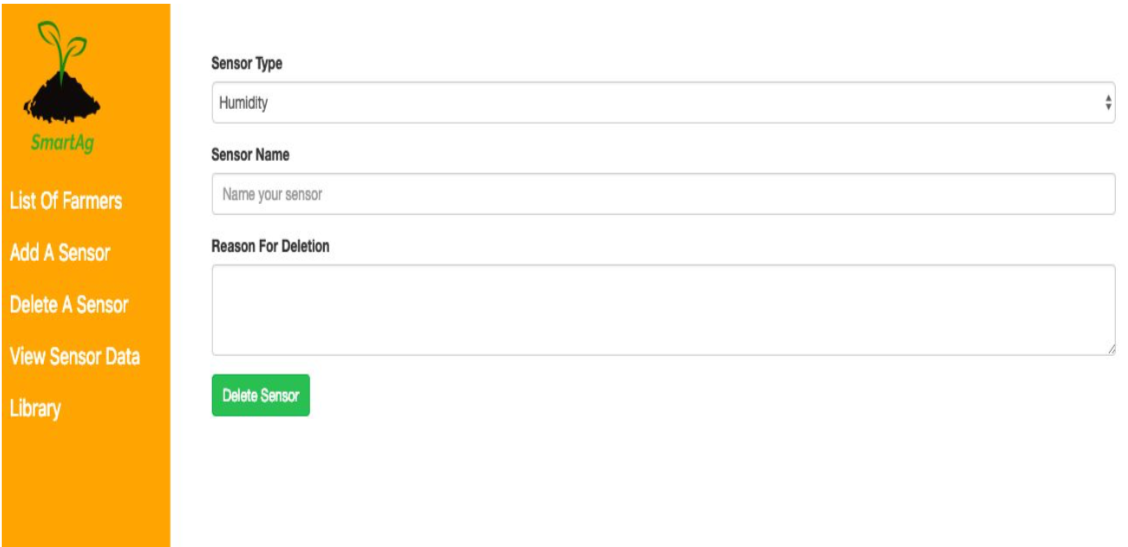 SmartAg
List Of Farmers
Add A Sensor
Delete A Sensor
View Sensor Data
Library
Sensor Type
Humidity
Sensor Name
Name your sensor
Reason For Deletion
Delete Sensor